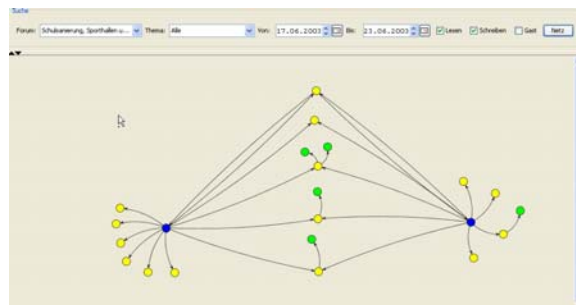 Suche
Forum: Schulsanierung, Sporthallen u... Thema: Alle Von: 17.06.2003 Bis: 23.06.2003 Lesen Schreiben Gast Netz